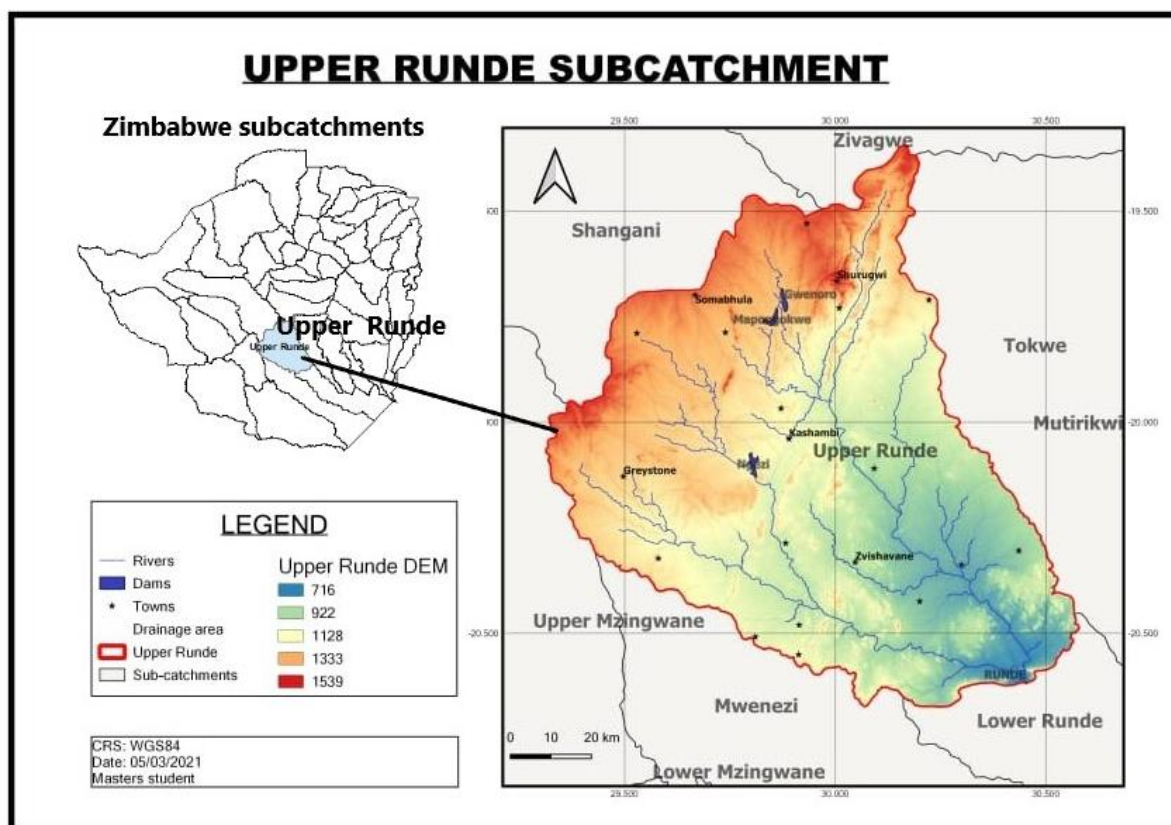 UPPER RUNDE SUBCATCHMENT
Zimbabwe subcatchments
Upper Runde
Upper Runde
29.500
30.000
30.500
Zivagwe
-19.500
Shangani
Shurugwi
Somabhula
Gwenoro
Tokwe
-20.000
Mutirikwi
Kashambi
Upper Runde
Ngezi
Greystone
Zvishavane
Upper Mzingwane
-20.500
-20.500
RUNDE
Mwenezi
Lower Runde
0 10 20 km
Lower Mzingwane
29.500
30.000
30.500
LEGEND
Rivers
Dams
Towns
Drainage area
Upper Runde
Sub-catchments
Upper Runde DEM
716
922
1128
1333
1539
CRS: WGS84
Date: 05/03/2021
Masters student